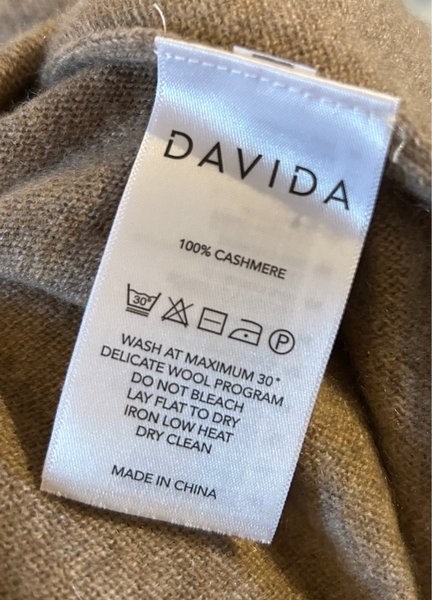 DAVIDA
100% CASHMERE
30° P
WASH AT MAXIMUM 30°
DELICATE WOOL PROGRAM
DO NOT BLEACH
LAY FLAT TO DRY
IRON LOW HEAT
DRY CLEAN
MADE IN CHINA